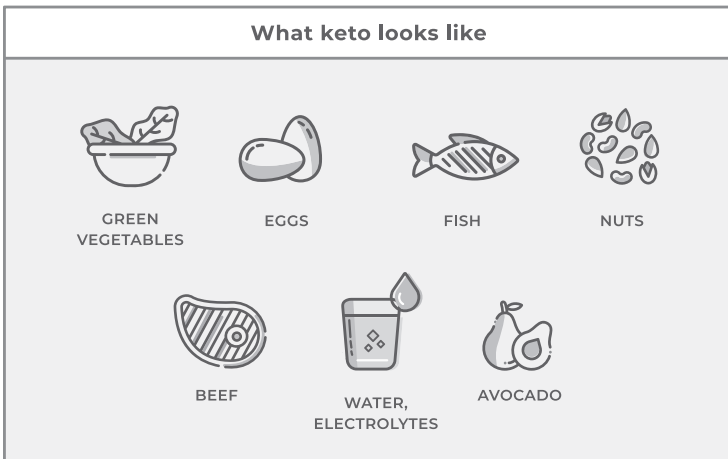 What keto looks like
GREEN
VEGETABLES
EGGS
FISH
NUTS
BEEF
WATER,
ELECTROLYTES
AVOCADO